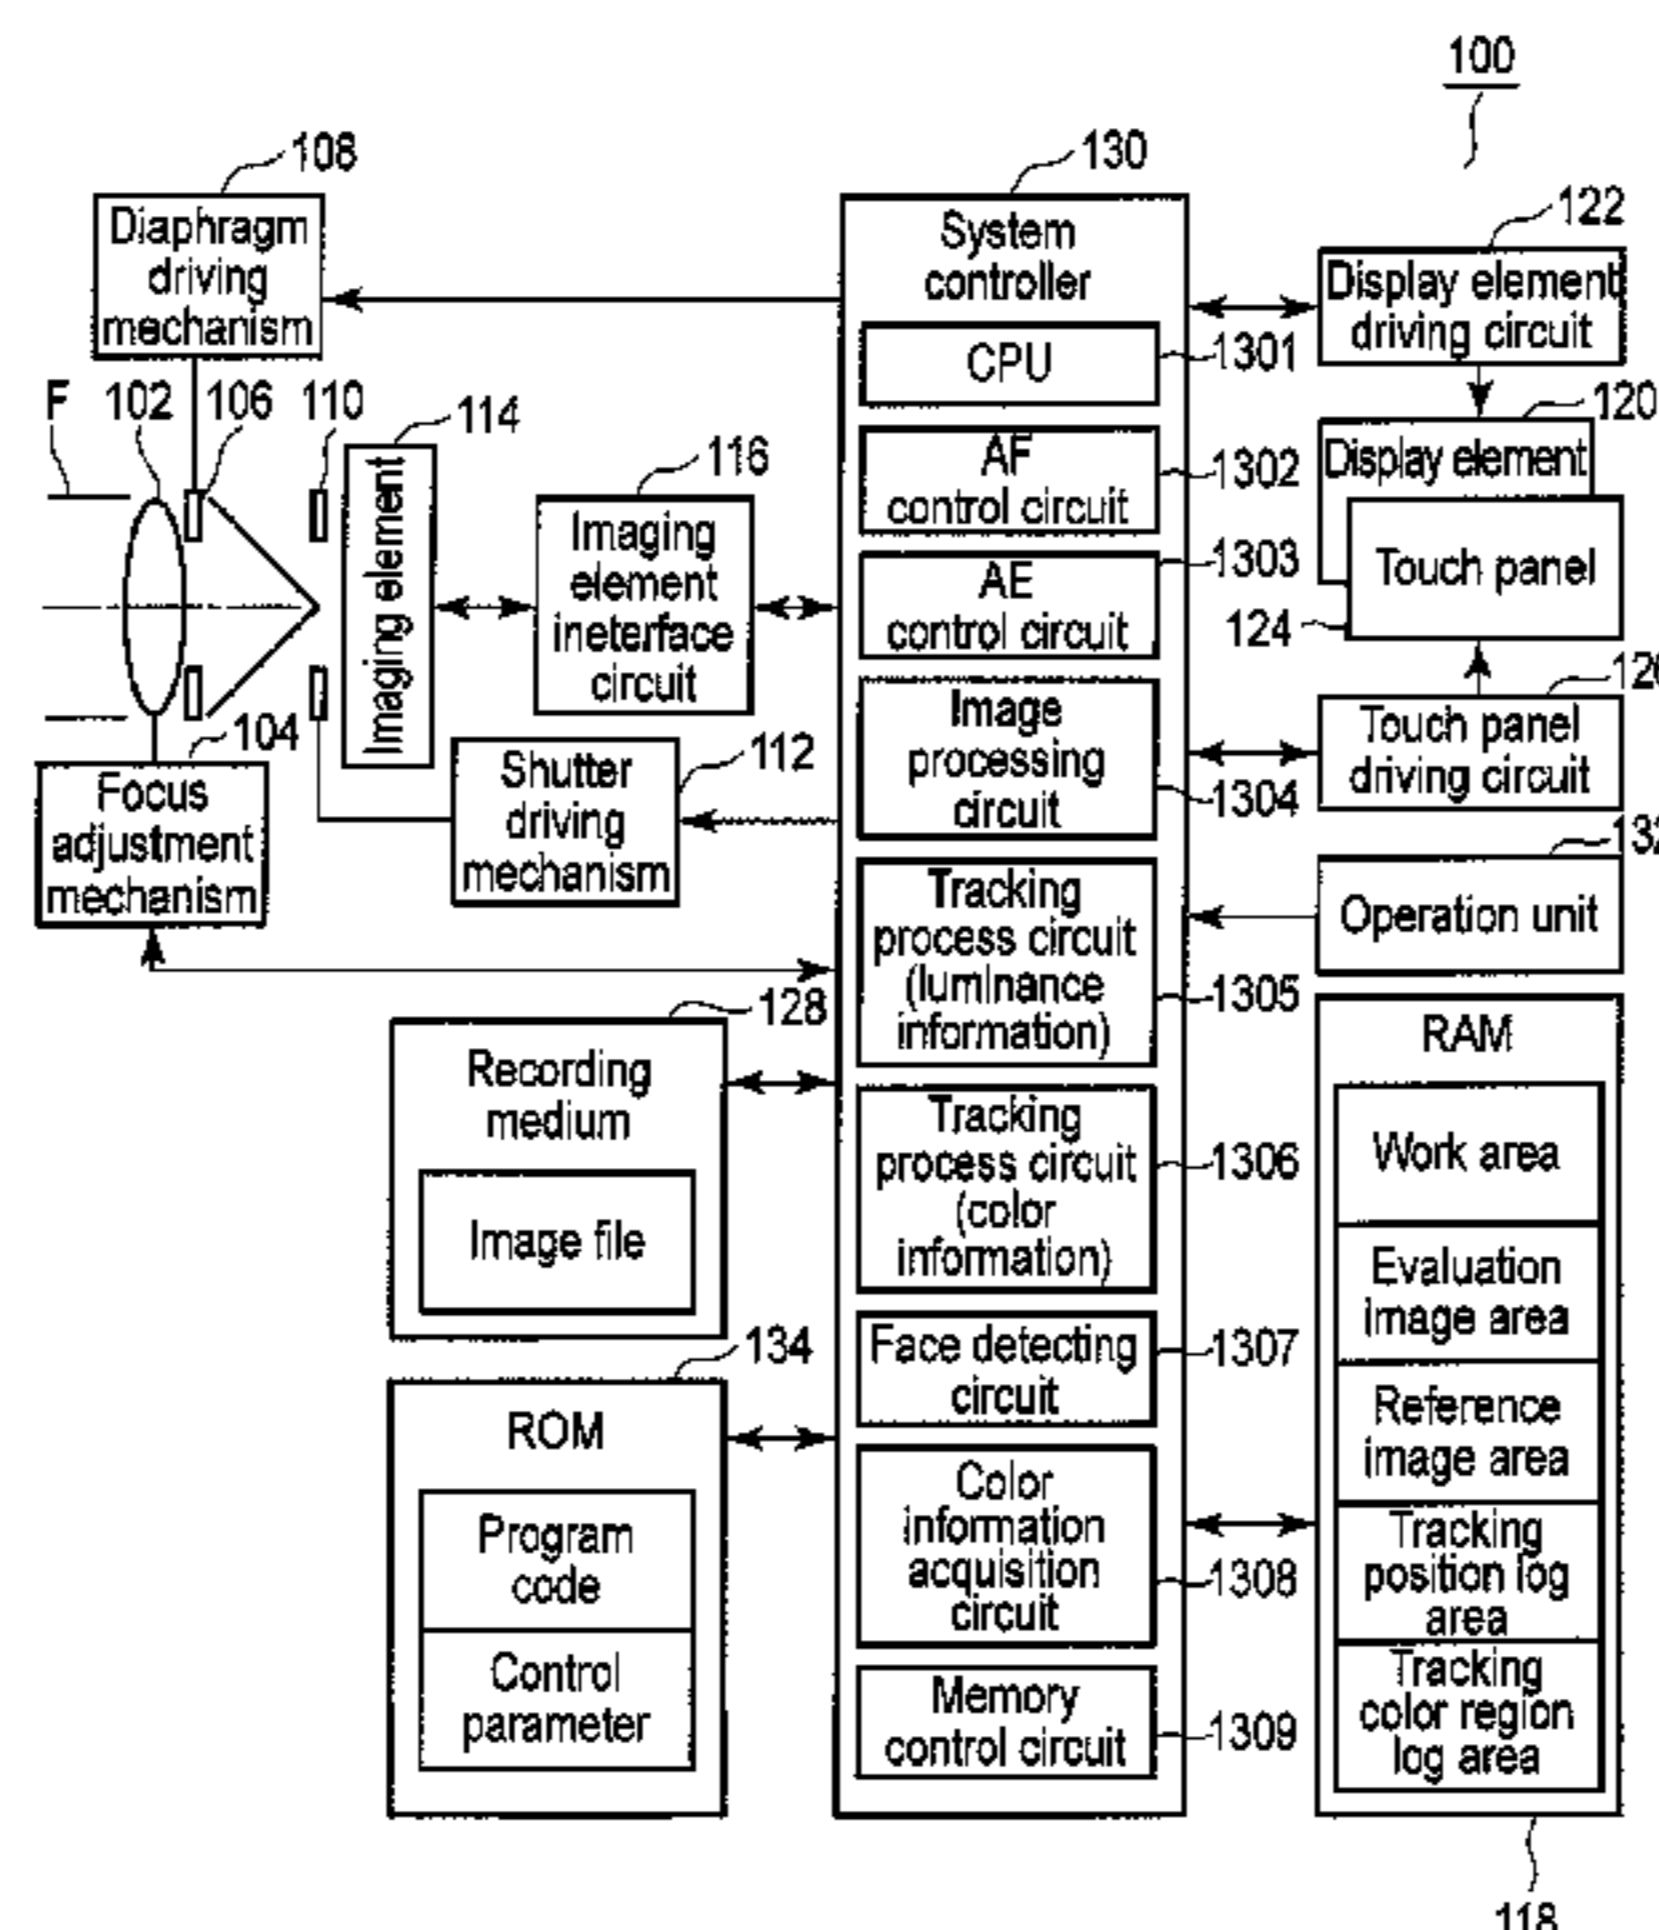 100
108
Diaphragm
driving
mechanism
130
System
controller
122
Display element
driving circuit
CPU
1301
F
102
106
110
114
Imaging element
116
Imaging
element
ineterface
circuit
AF
control circuit
1302
120
Display element
Touch panel
124
AE
control circuit
1303
Image
processing
circuit
1304
Touch panel
driving circuit
104
Focus
adjustment
mechanism
112
Shutter
driving
mechanism
Operation unit
Tracking
process circuit
(luminance
information)
1305
128
Recording
medium
Image file
Tracking
process circuit
(color
information)
1306
Face detecting
circuit
1307
134
ROM
Program
code
Control
parameter
Color
information
acquisition
circuit
1308
Memory
control circuit
1309
RAM
Work area
Evaluation
image area
Reference
image area
Tracking
position log
area
Tracking
color region
log area
118